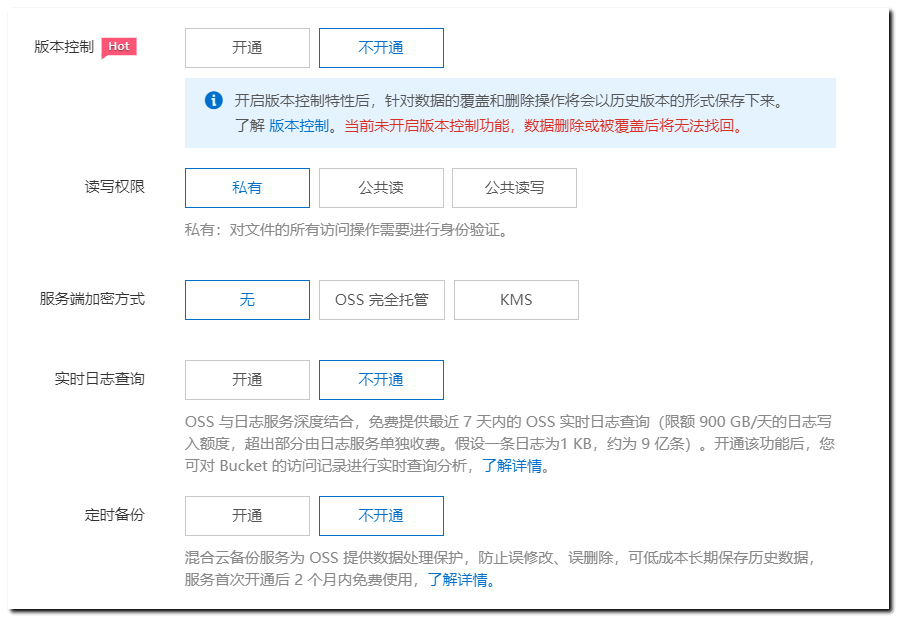 版本控制 Hot 开通 不开通
开启版本控制特性后，针对数据的覆盖和删除操作将会以历史版本的形式保存下来。
了解 版本控制。当前未开启版本控制功能，数据删除或被覆盖后将无法找回。
读写权限 私有 公共读 公共读写
私有：对文件的所有访问操作需要进行身份验证。
服务端加密方式 无 OSS 完全托管 KMS
实时日志查询 开通 不开通
OSS 与日志服务深度结合，免费提供最近 7 天内的 OSS 实时日志查询（限额 900 GB/天的日志写
入额度，超出部分由日志服务单独收费。假设一条日志为1 KB，约为 9 亿条）。开通该功能后，您
可对 Bucket 的访问记录进行实时查询分析，了解详情。
定时备份 开通 不开通
混合云备份服务为 OSS 提供数据处理保护，防止误修改、误删除，可低成本长期保存历史数据，
服务首次开通后 2 个月内免费使用，了解详情。